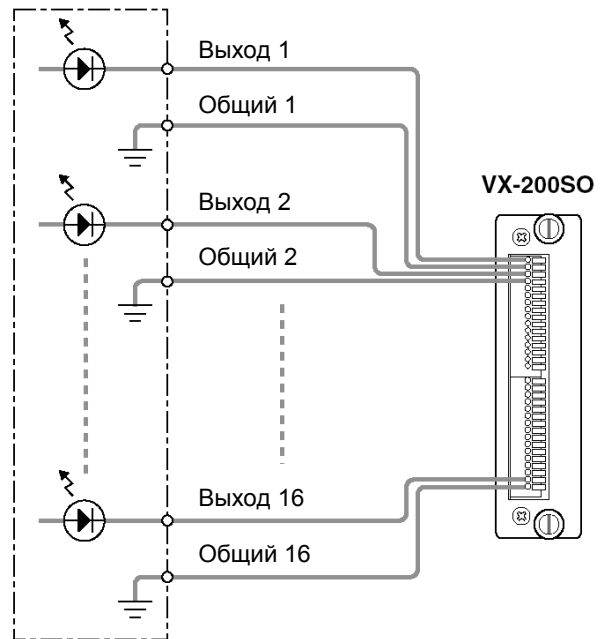 Выход 1
Общий 1
VX-200SO
Выход 2
Общий 2
Выход 16
Общий 16